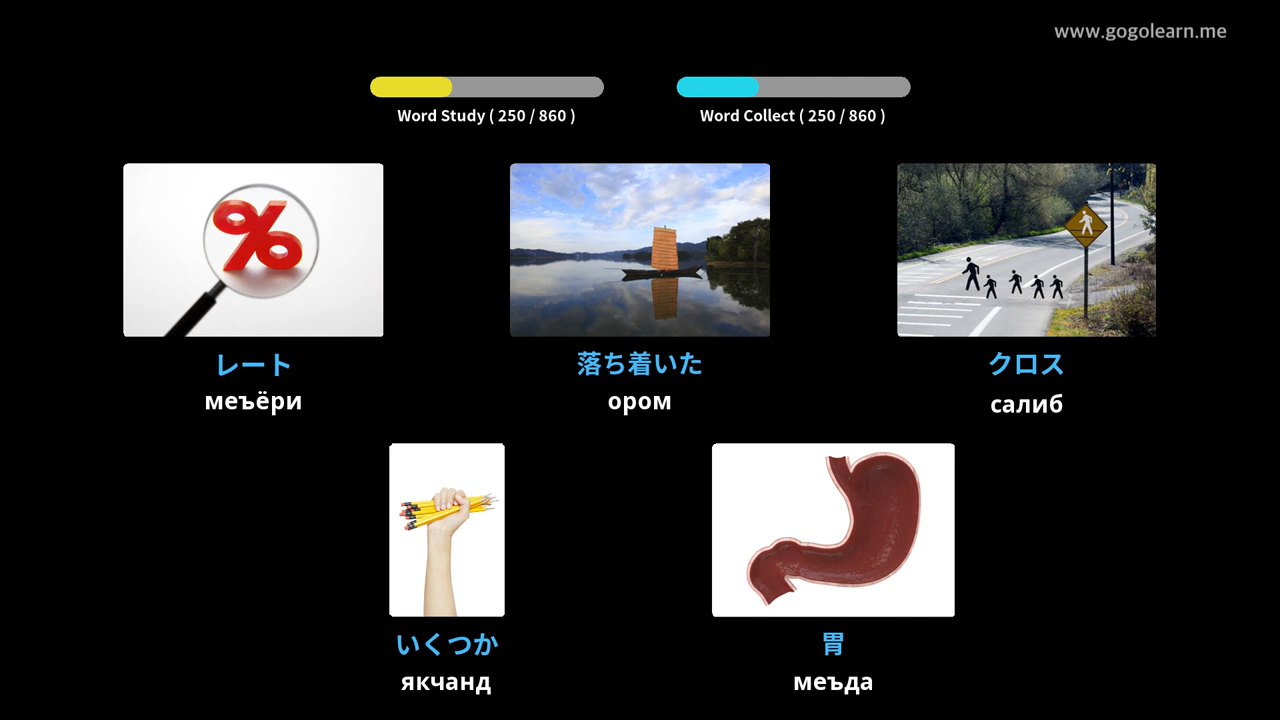 www.gogolearn.me
Word Study ( 250 / 860 )
Word Collect ( 250 / 860 )
レート
меъёри
落ち着いた
ором
クロス
салиб
いくつか
якчанд
胃
меъда